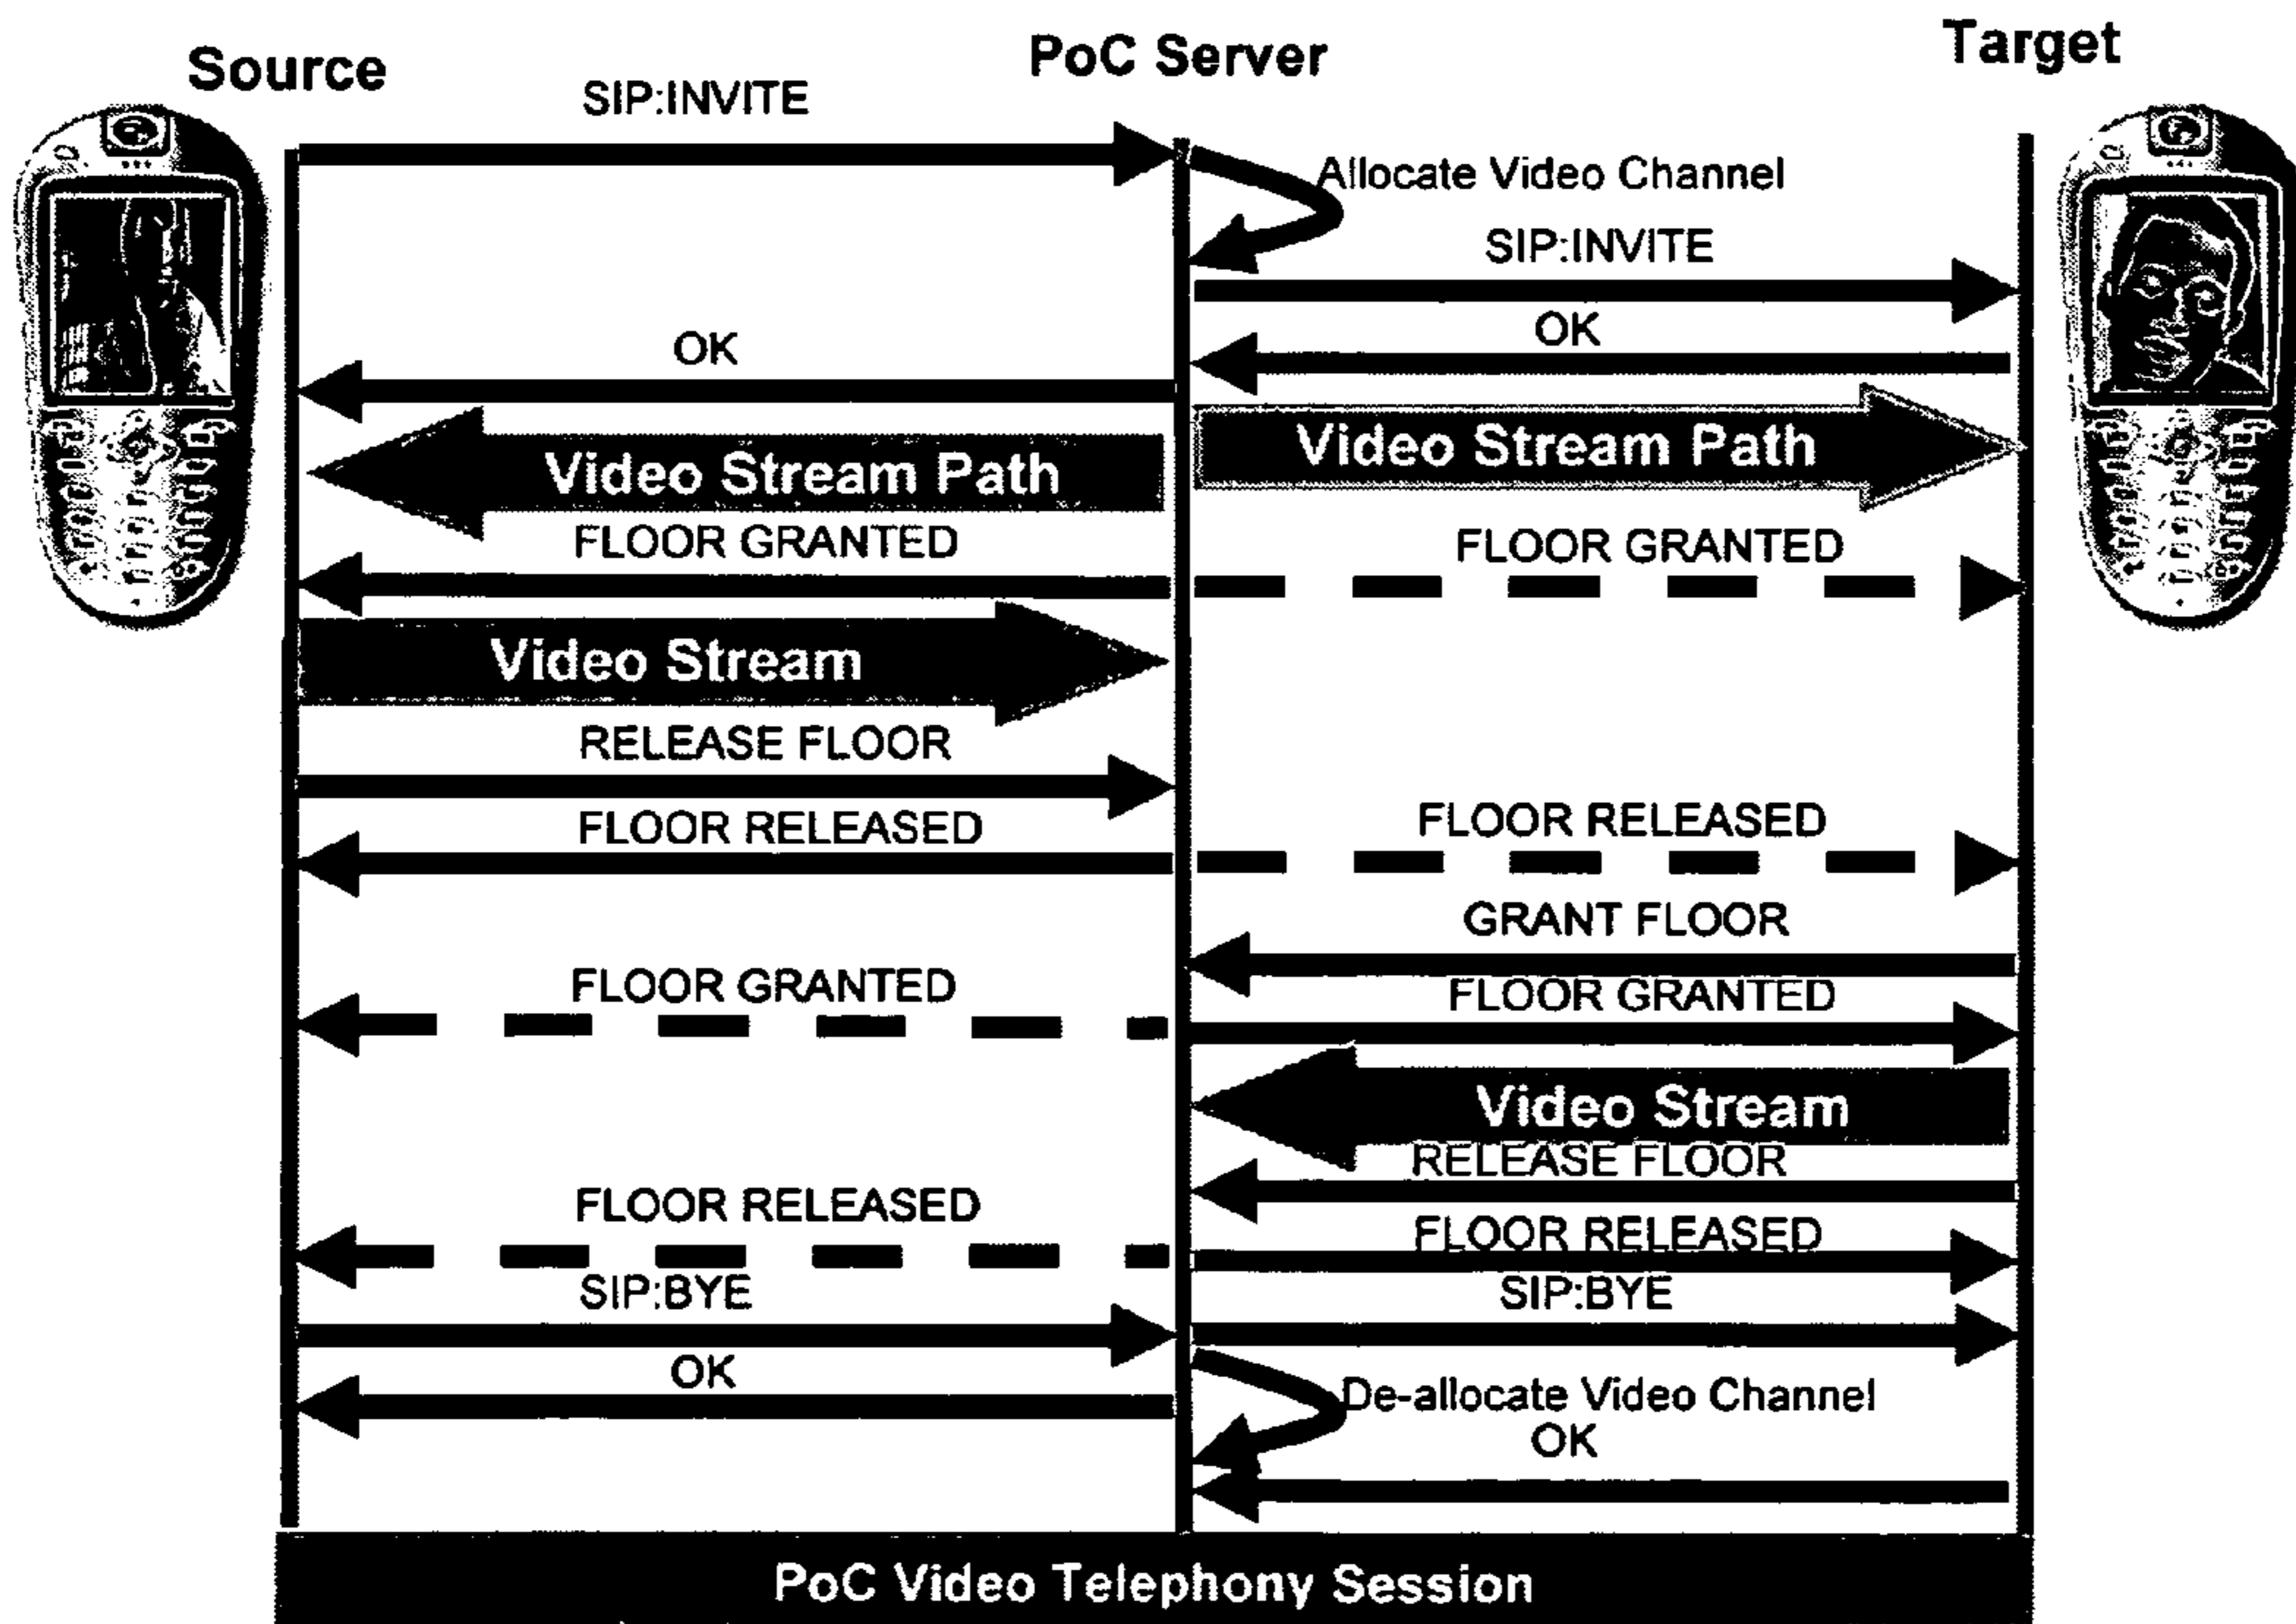 Source
PoC Server
Target
SIP:INVITE
Allocate Video Channel
SIP:INVITE
OK
OK
Video Stream Path
Video Stream Path
FLOOR GRANTED
FLOOR GRANTED
Video Stream
RELEASE FLOOR
FLOOR RELEASED
FLOOR RELEASED
GRANT FLOOR
FLOOR GRANTED
FLOOR GRANTED
Video Stream
RELEASE FLOOR
FLOOR RELEASED
FLOOR RELEASED
SIP:BYE
SIP:BYE
OK
De-allocate Video Channel
OK
PoC Video Telephony Session